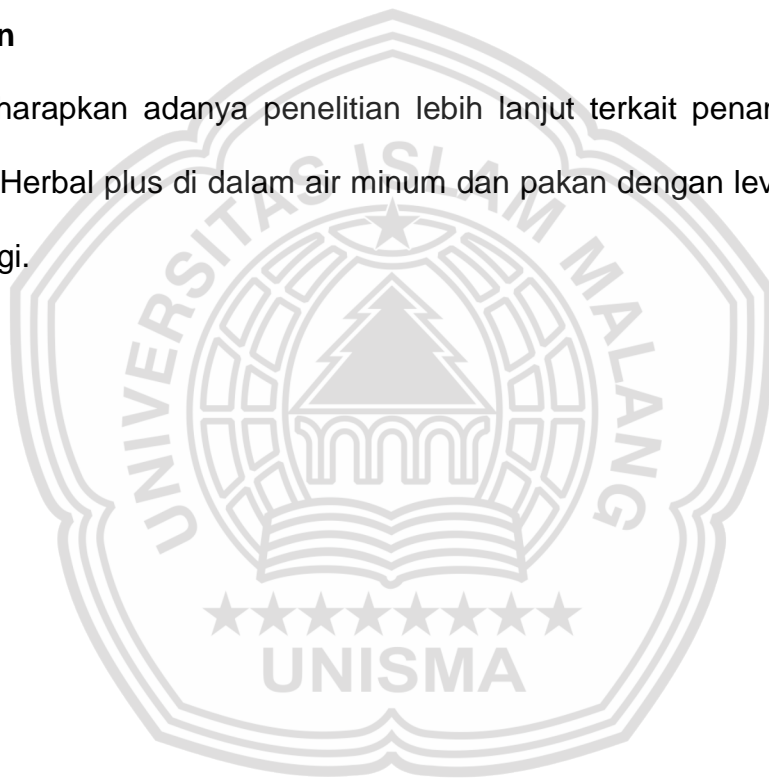 n
harapkan adanya penelitian lebih lanjut terkait penar
Herbal plus di dalam air minum dan pakan dengan lev
gi.
UNIVERSITAS ISLAM MALANG
UNISMA